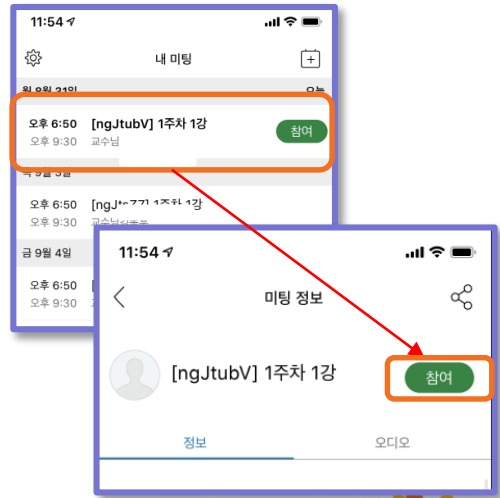 11:54
내 미팅
월 8월 31일 오늘
오후 6:50 [ngJtubV] 1주차 1강
오후 9:30 교수님
참여
오후 6:50
오후 9:30
금 9월 4일
오후 6:50
오후 9:30
11:54
미팅 정보
[ngJtubV] 1주차 1강
참여
정보 오디오